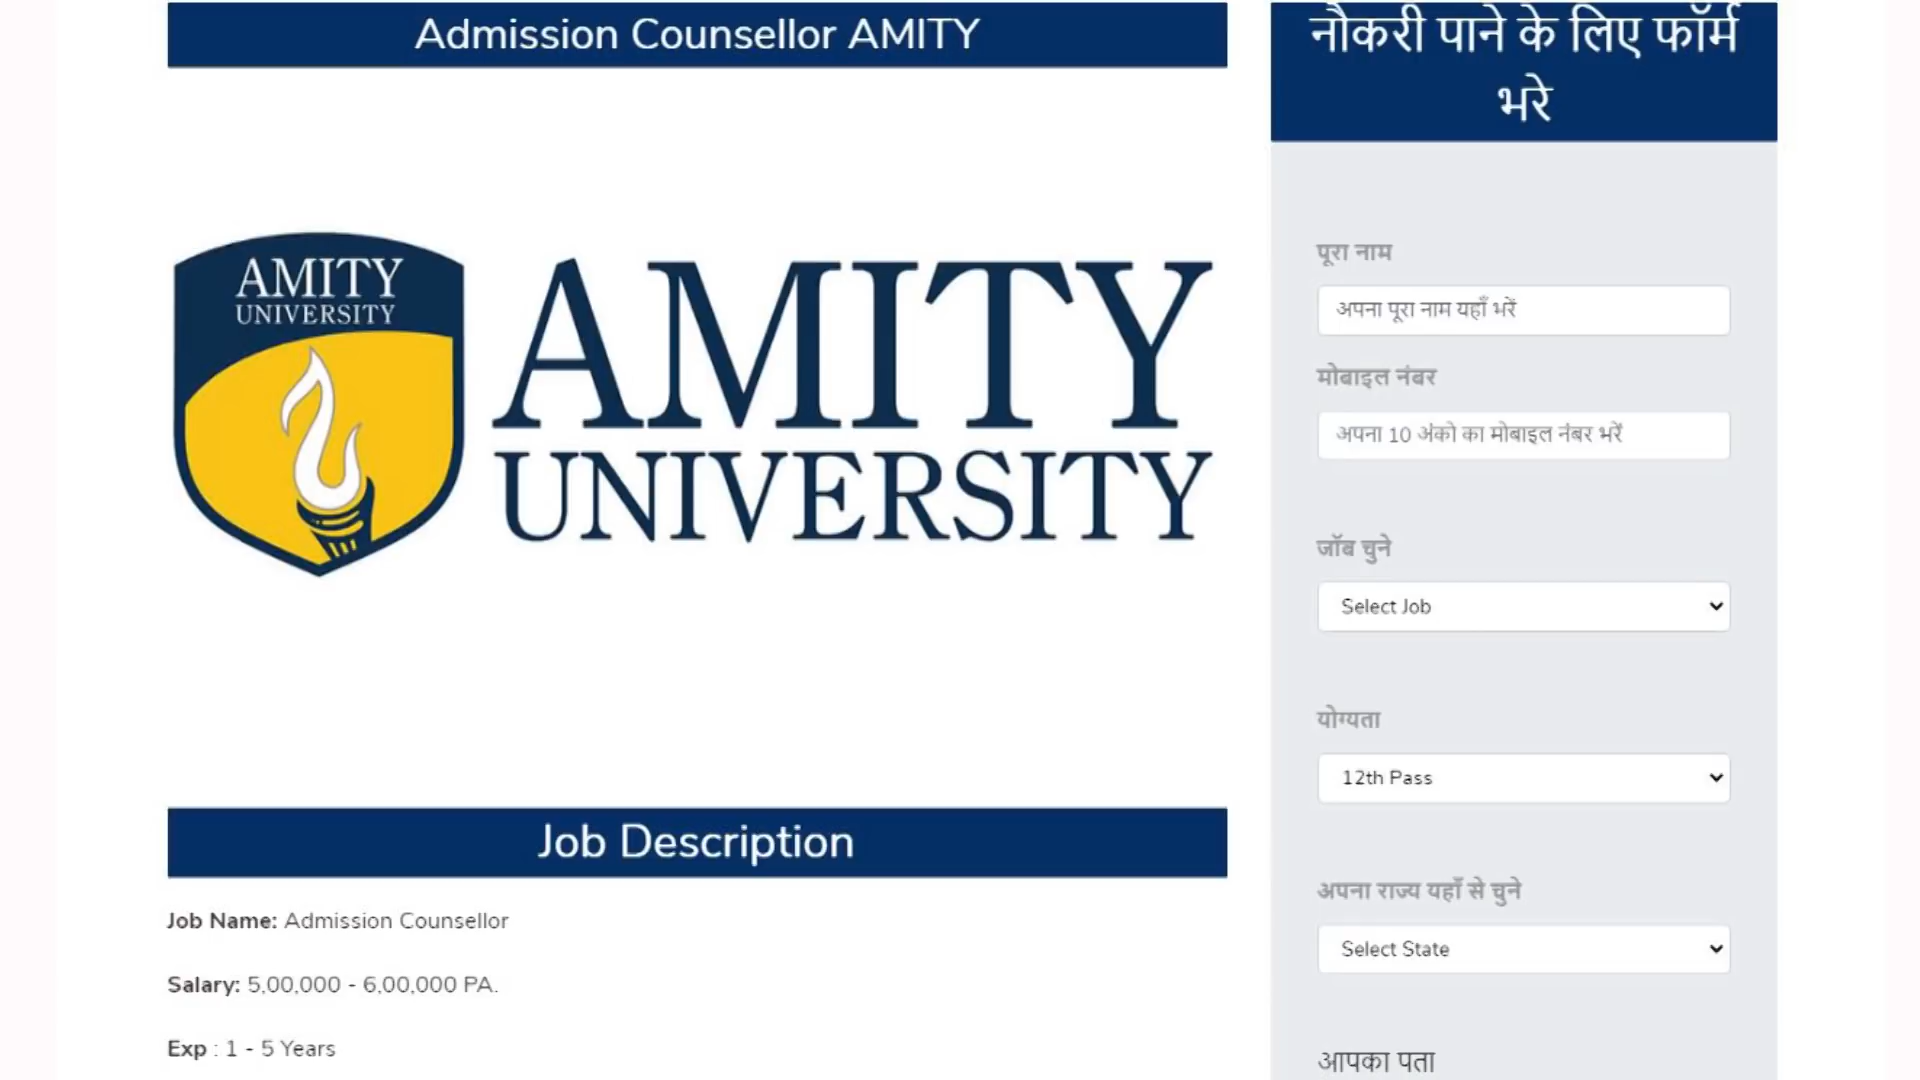 Admission Counsellor AMITY
AMITY
UNIVERSITY
AMITY
UNIVERSITY
Job Description
Job Name: Admission Counsellor
Salary: 5,00,000 - 6,00,000 PA.
Exp : 1 - 5 Years
नौकरी पाने के लिए फॉर्म
भरे
पूरा नाम
अपना पूरा नाम यहाँ भरें
मोबाइल नंबर
अपना 10 अंको का मोबाइल नंबर भरें
जॉब चुने
Select Job
योग्यता
12th Pass
अपना राज्य यहाँ से चुने
Select State
आपका पता